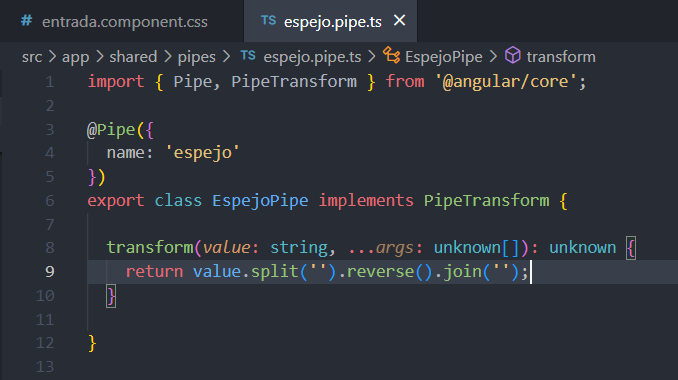 # entrada.component.css TS espejo.pipe.ts ×
src > app > shared > pipes > TS espejo.pipe.ts > EspejoPipe > transform
1 import { Pipe, PipeTransform } from '@angular/core';
2
3 @Pipe({
4   name: 'espejo'
5 })
6 export class EspejoPipe implements PipeTransform {
7
8   transform(value: string, ...args: unknown[]): unknown {
9     return value.split('').reverse().join('');
10   }
11
12 }
13